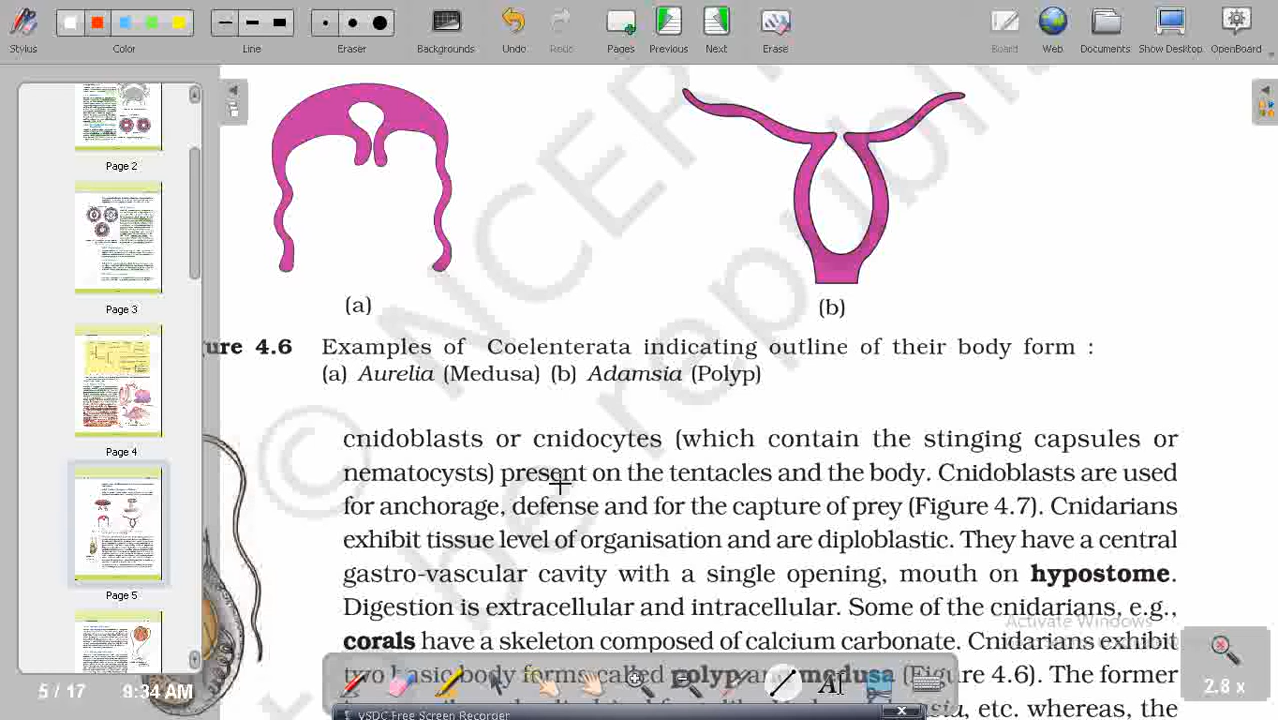 Stylus
Color
Line
Eraser
Backgrounds
Undo
Redo
Pages
Previous
Next
Erase
Board
Web
Documents
Show Desktop
OpenBoard
Page 2
Page 3
Page 4
Page 5
© NCERT
be republi
(a)
(b)
ure 4.6 Examples of Coelenterata indicating outline of their body form :
(a) Aurelia (Medusa) (b) Adamsia (Polyp)
cnidoblasts or cnidocytes (which contain the stinging capsules or
nematocysts) present on the tentacles and the body. Cnidoblasts are used
for anchorage, defense and for the capture of prey (Figure 4.7). Cnidarians
exhibit tissue level of organisation and are diploblastic. They have a central
gastro-vascular cavity with a single opening, mouth on hypostome.
Digestion is extracellular and intracellular. Some of the cnidarians, e.g.,
Activate Windows
corals have a skeleton composed of calcium carbonate. Cnidarians exhibit
two basic body forms called polyp and medusa (Figure 4.6). The former
etc. whereas, the
5 / 17
9:34 AM
2.8 x
VSDC Free Screen Recorder